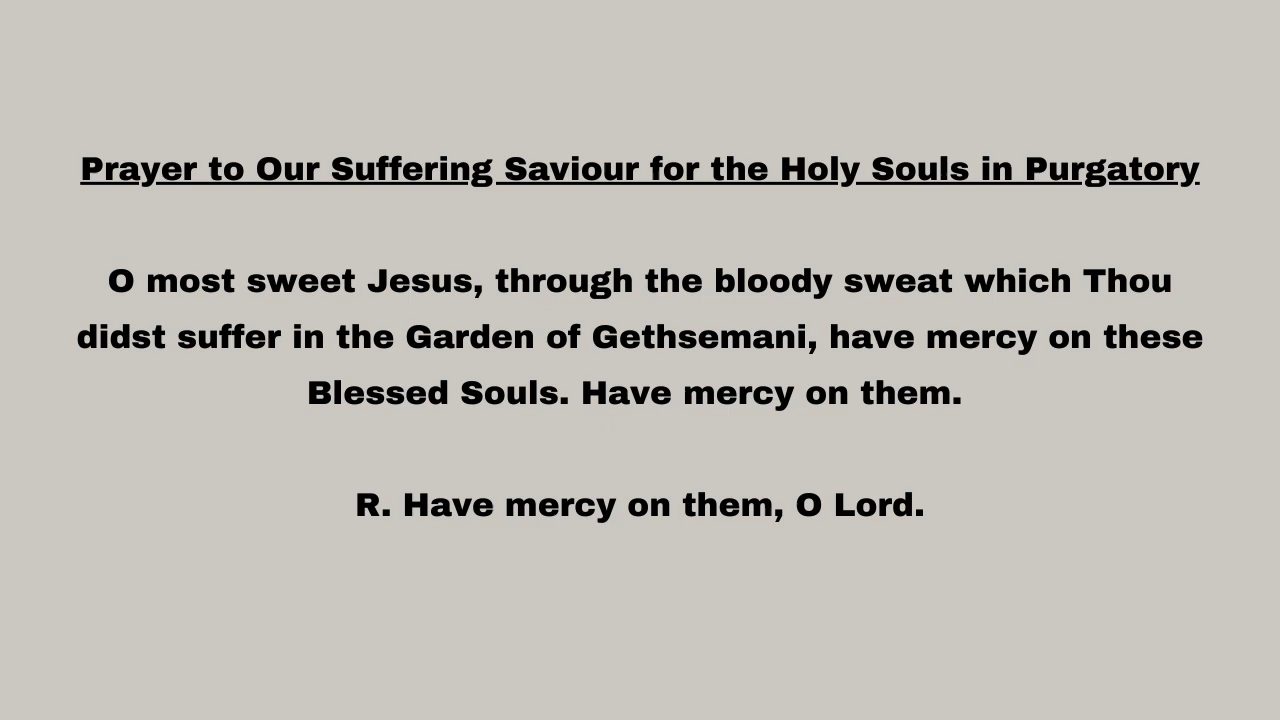 Prayer to Our Suffering Saviour for the Holy Souls in Purgatory
O most sweet Jesus, through the bloody sweat which Thou
didst suffer in the Garden of Gethsemani, have mercy on these
Blessed Souls. Have mercy on them.
R. Have mercy on them, O Lord.